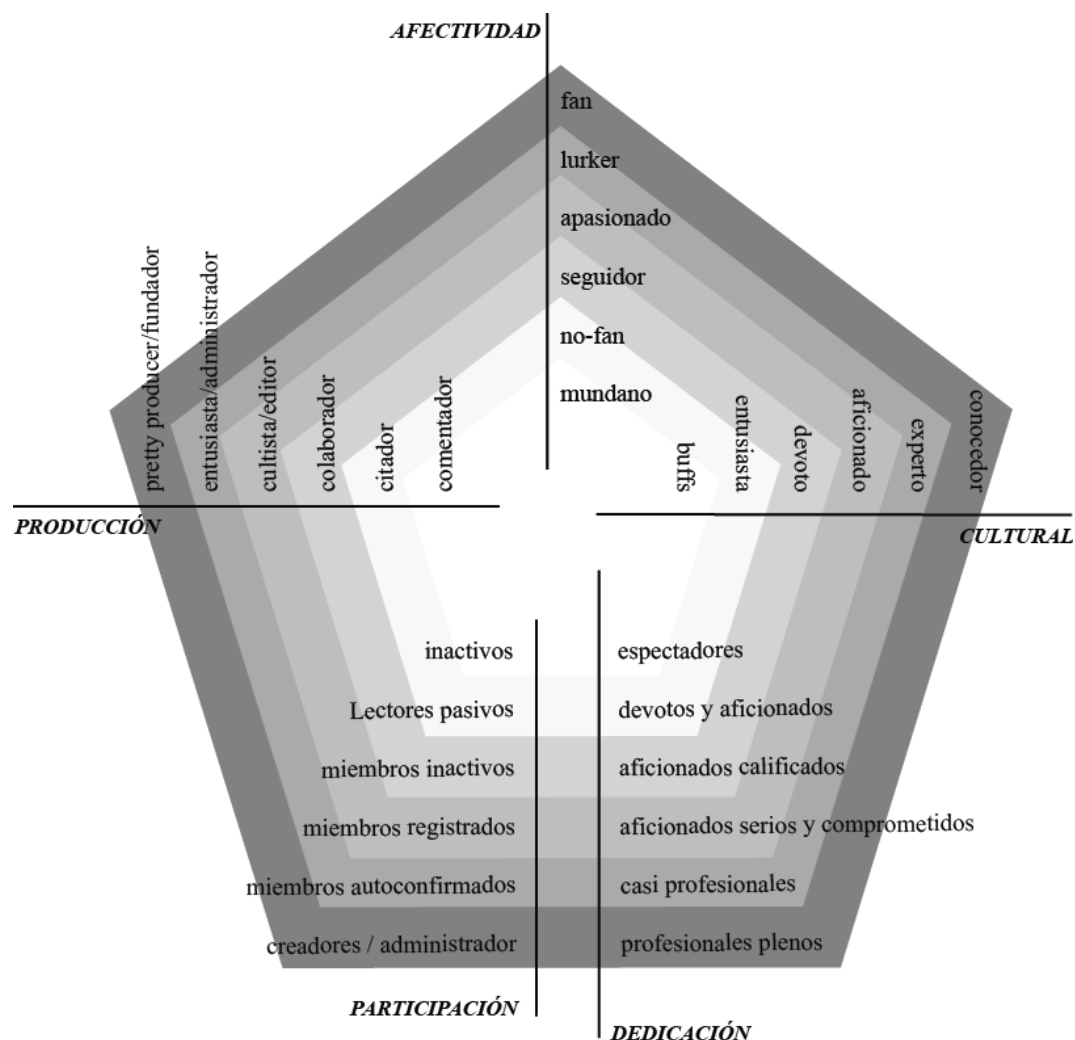 AFECTIVIDAD
fan
lurker
apasionado
seguidor
no-fan
mundano
pretty producer/fundador
entusiasta/administrador
cultista/editor
colaborador
citador
comentador
PRODUCCIÓN
buffs
entusiasta
devoto
aficionado
experto
conocedor
CULTURAL
inactivos
Lectores pasivos
miembros inactivos
miembros registrados
miembros autoconfirmados
creadores / administrador
PARTICIPACIÓN
espectadores
devotos y aficionados
aficionados calificados
aficionados serios y comprometidos
casi profesionales
profesionales plenos
DEDICACIÓN